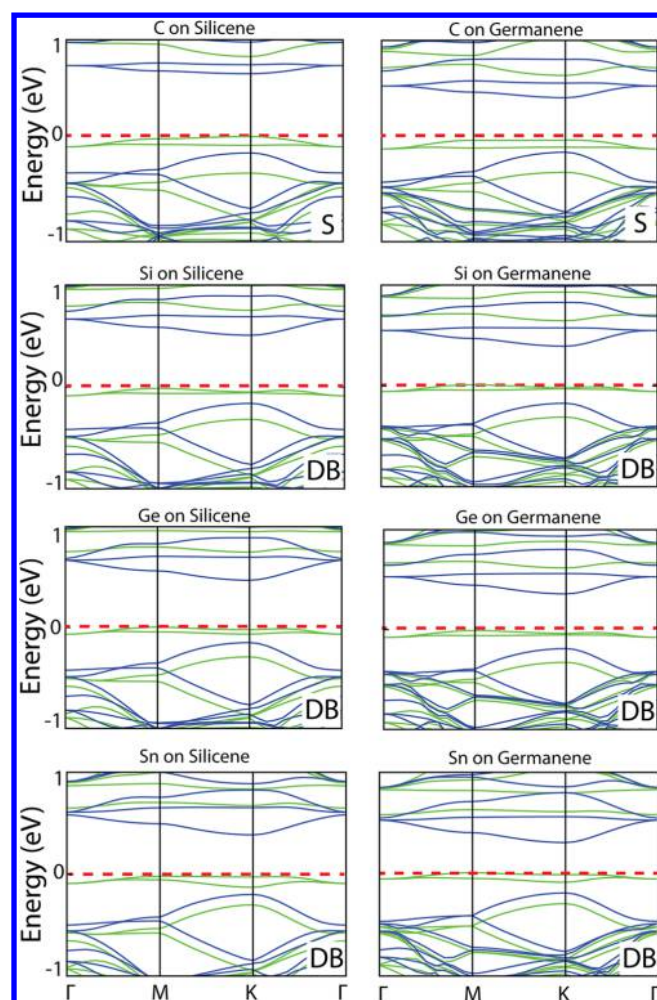 C on Silicene
C on Germanene
Energy (eV)
1
0
-1
S
S
Si on Silicene
Si on Germanene
Energy (eV)
1
0
-1
DB
DB
Ge on Silicene
Ge on Germanene
Energy (eV)
1
0
-1
DB
DB
Sn on Silicene
Sn on Germanene
Energy (eV)
1
0
-1
DB
DB
Γ M K Γ
Γ M K Γ